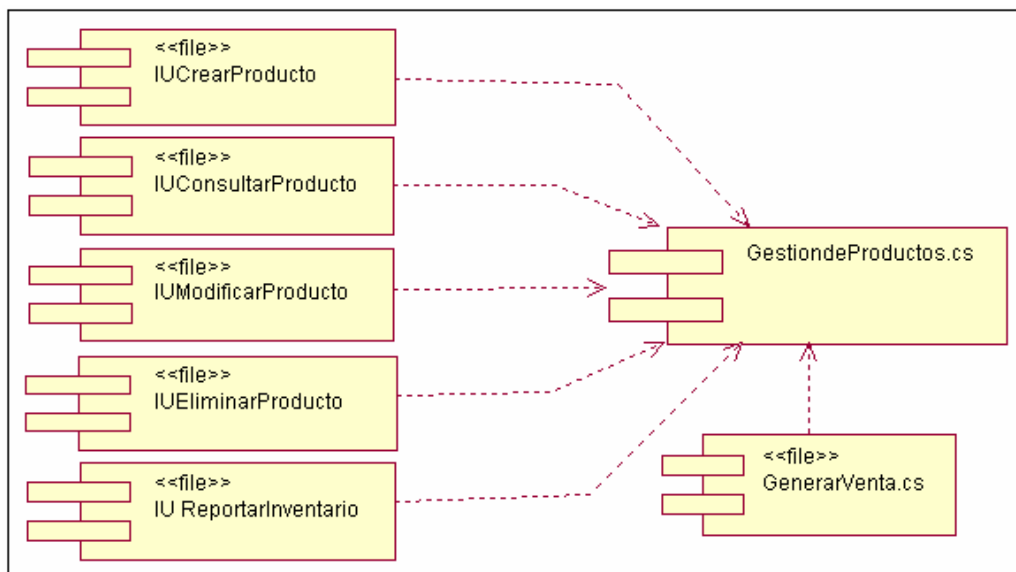 <<file>>
IUCrearProducto
<<file>>
IUConsultarProducto
<<file>>
IUModificarProducto
<<file>>
IUEliminarProducto
<<file>>
IU ReportarInventario
GestiondeProductos.cs
<<file>>
GenerarVenta.cs